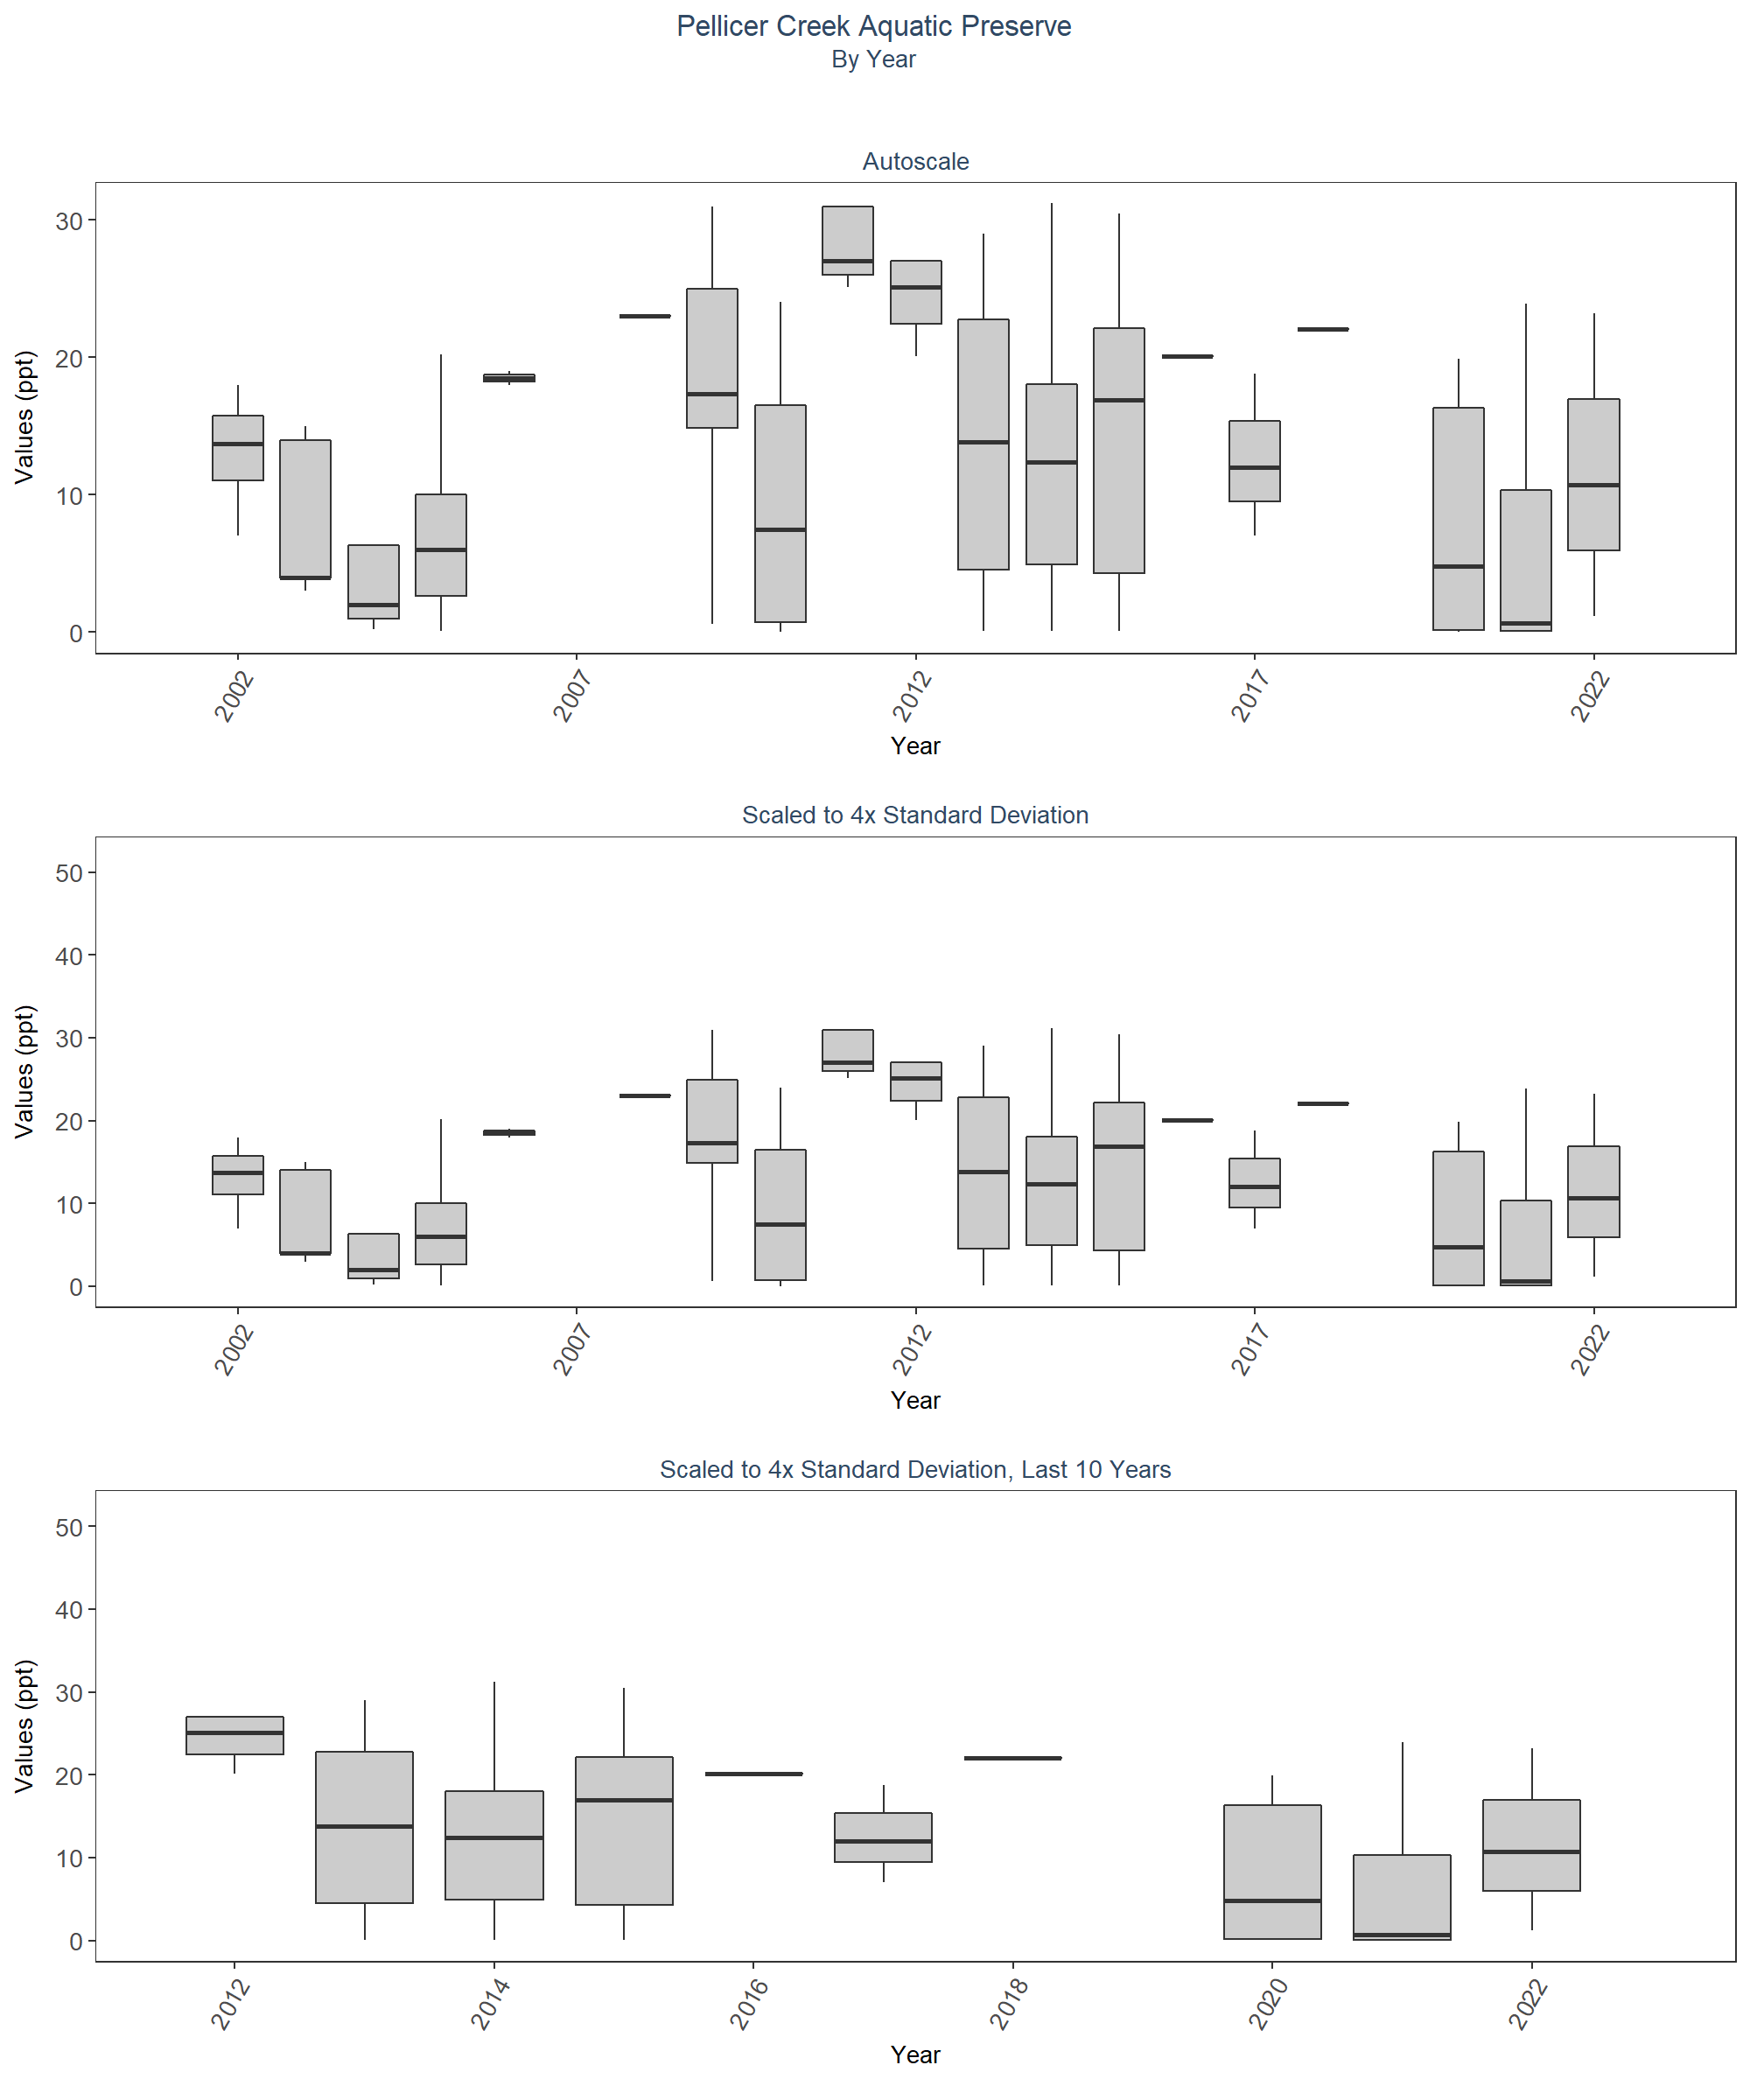 Pellicer Creek Aquatic Preserve
By Year
Autoscale
30
20
10
0
Values (ppt)
2002 2007 2012 2017 2022
Year
Scaled to 4x Standard Deviation
50
40
30
20
10
0
Values (ppt)
2002 2007 2012 2017 2022
Year
Scaled to 4x Standard Deviation, Last 10 Years
50
40
30
20
10
0
Values (ppt)
2012 2014 2016 2018 2020 2022
Year